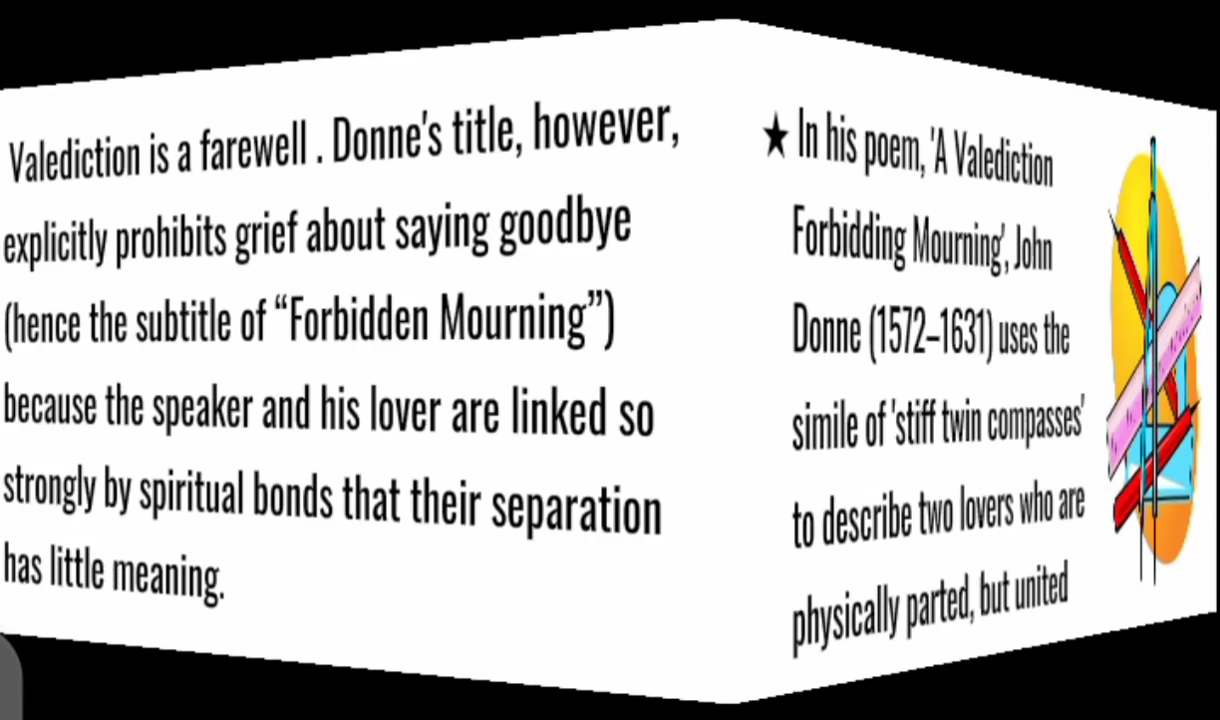 Valediction is a farewell . Donne's title, however,
explicitly prohibits grief about saying goodbye
(hence the subtitle of “Forbidden Mourning”)
because the speaker and his lover are linked so
strongly by spiritual bonds that their separation
has little meaning.
★ In his poem, 'A Valediction
Forbidding Mourning', John
Donne (1572–1631) uses the
simile of 'stiff twin compasses'
to describe two lovers who are
physically parted, but united